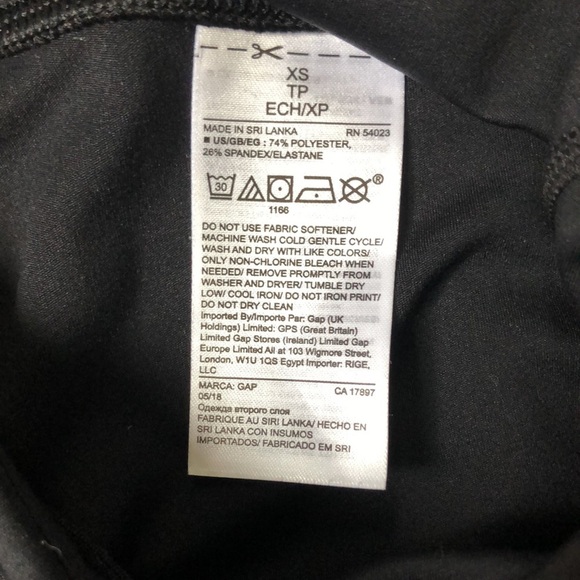 XS
TP
ECH/XP
MADE IN SRI LANKA RN 54023
■ US/GB/EG : 74% POLYESTER,
26% SPANDEX/ELASTANE
30
1166
DO NOT USE FABRIC SOFTENER/
MACHINE WASH COLD GENTLE CYCLE/
WASH AND DRY WITH LIKE COLORS/
ONLY NON-CHLORINE BLEACH WHEN
NEEDED/ REMOVE PROMPTLY FROM
WASHER AND DRYER/ TUMBLE DRY
LOW/ COOL IRON/ DO NOT IRON PRINT/
DO NOT DRY CLEAN
Imported By/Importe Par: Gap (UK
Holdings) Limited: GPS (Great Britain)
Limited Gap Stores (Ireland) Limited Gap
Europe Limited All at 103 Wigmore Street,
London, W1U 1QS Egypt Importer: RIGE,
LLC
MARCA: GAP CA 17897
05/18
Одежда второго слоя
FABRIQUE AU SIRI LANKA/ HECHO EN
SRI LANKA CON INSUMOS
IMPORTADOS/ FABRICADO EM SRI